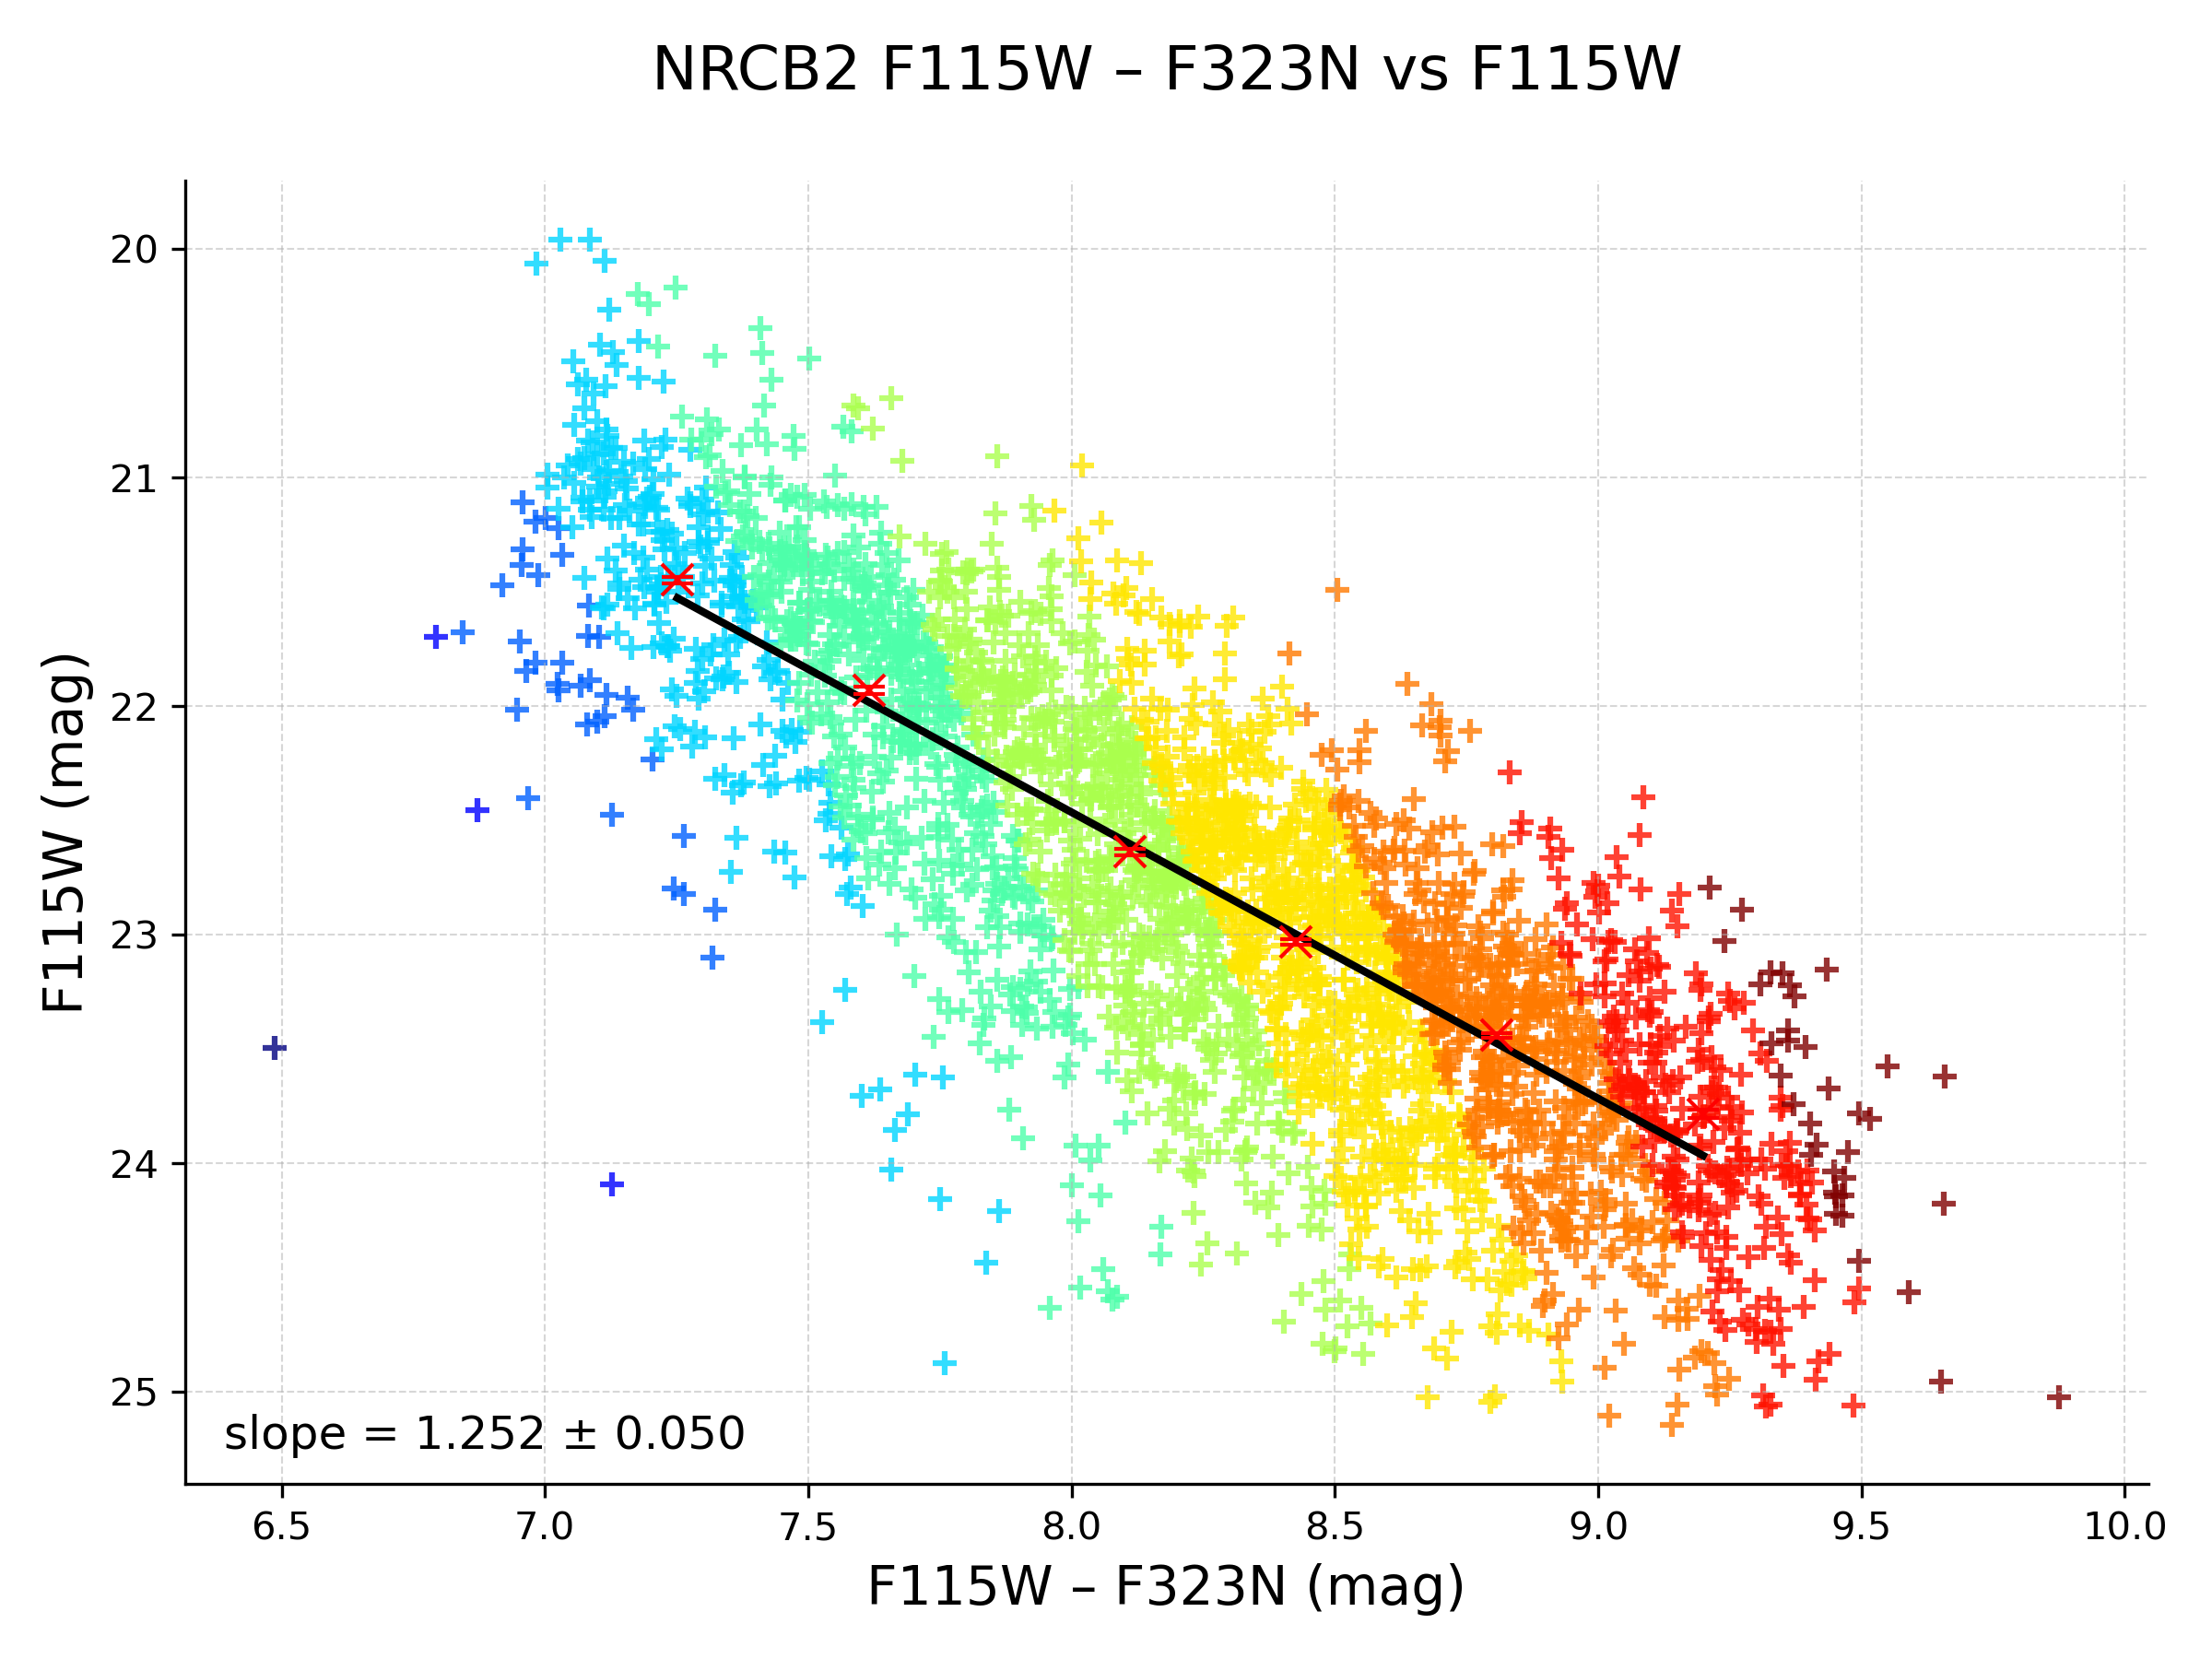 NRCB2 F115W – F323N vs F115W
F115W (mag)
20
21
22
23
24
25
slope = 1.252 ± 0.050
6.5 7.0 7.5 8.0 8.5 9.0 9.5 10.0
F115W – F323N (mag)